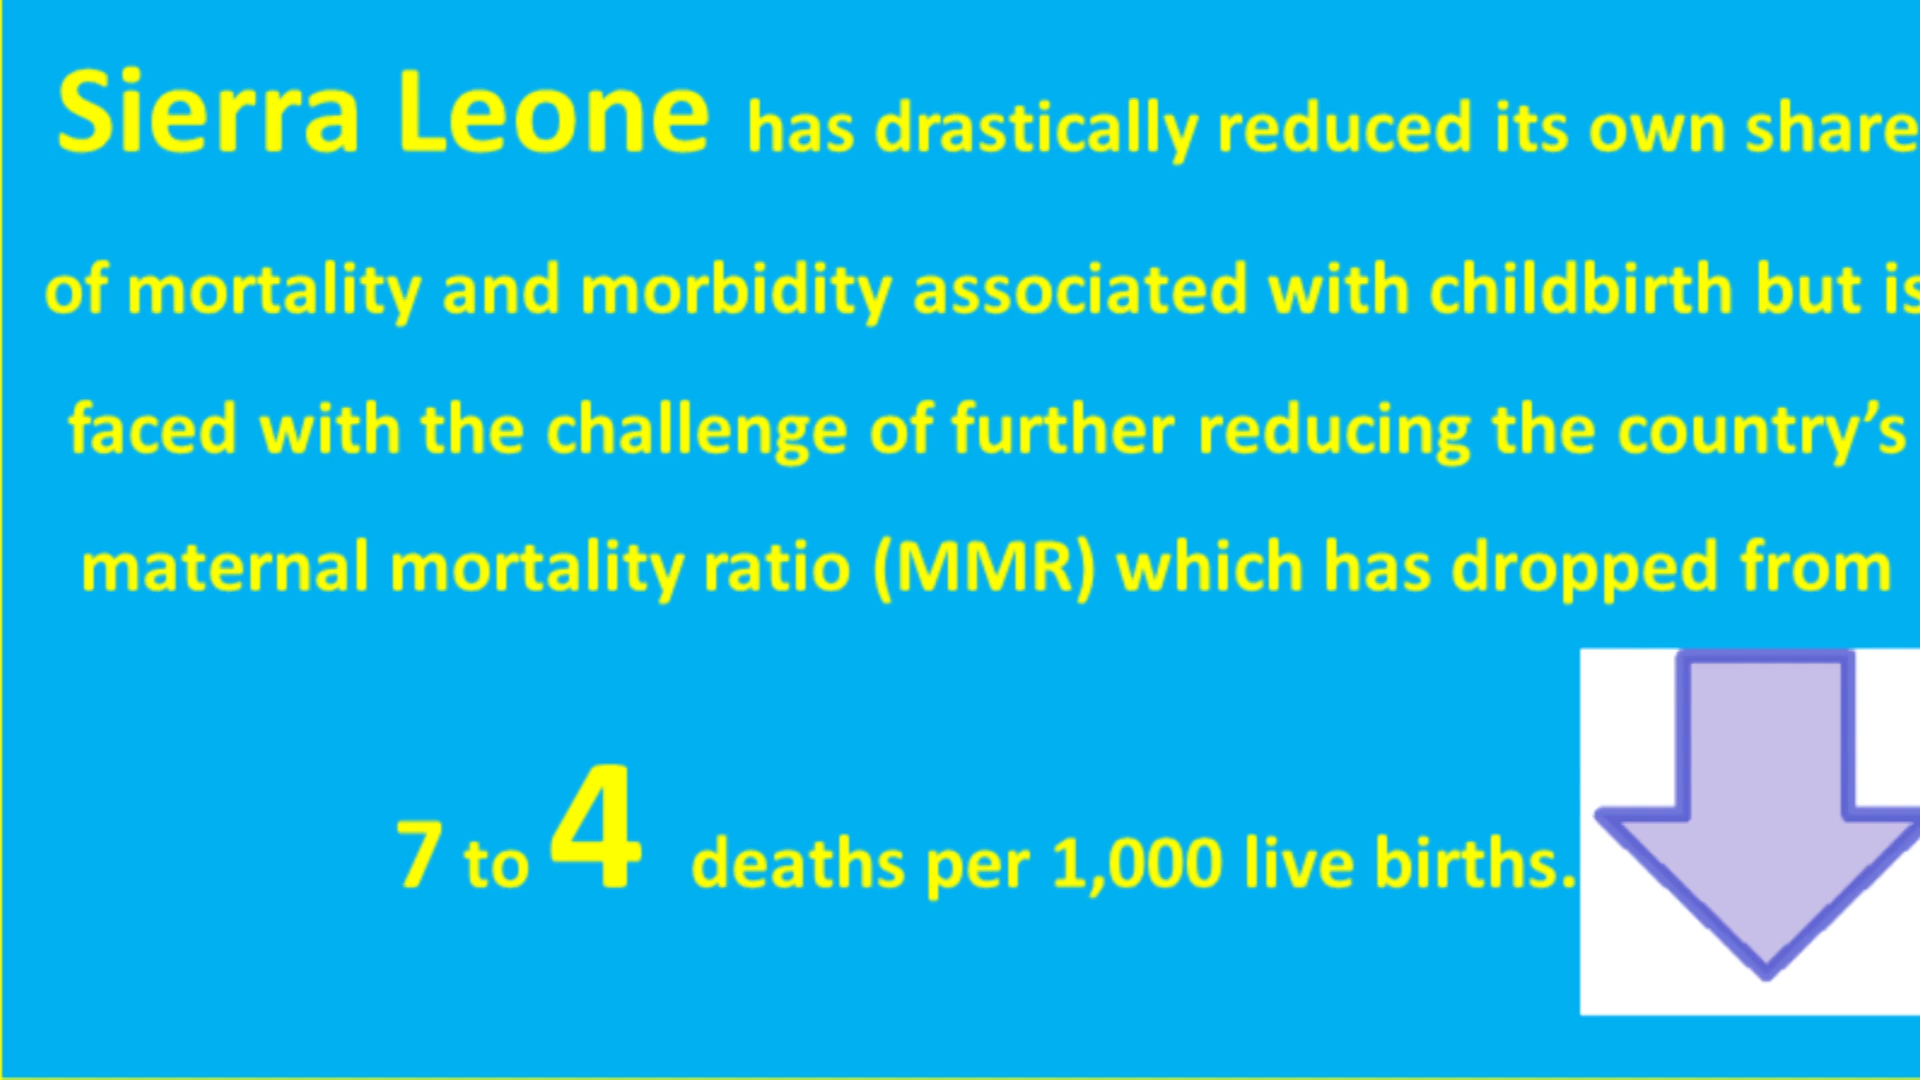 Sierra Leone has drastically reduced its own share
of mortality and morbidity associated with childbirth but is
faced with the challenge of further reducing the country’s
maternal mortality ratio (MMR) which has dropped from
7 to 4 deaths per 1,000 live births.